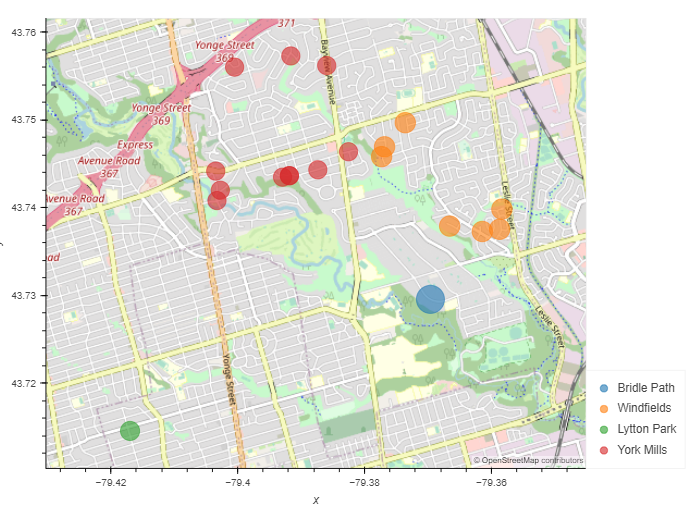 43.76
43.75
43.74
43.73
43.72
371
Yonge Street
369
Bayview Avenue
Yonge Street
369
Express
Avenue Road
367
Avenue Road
367
ad
Leslie Street
Leslie Street
Yonge Street
© OpenStreetMap contributors
−79.42
−79.4
−79.38
−79.36
x
y
Bridle Path
Windfields
Lytton Park
York Mills